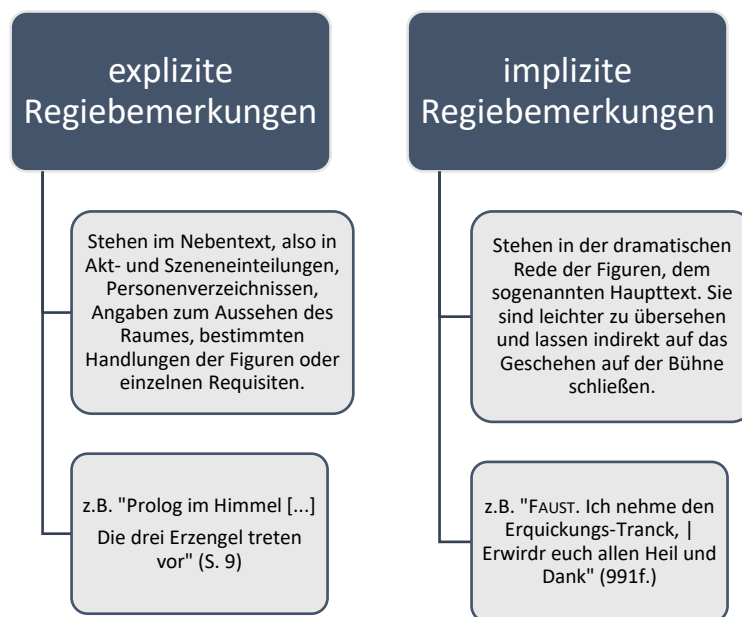 explizite
Regiebemerkungen
Stehen im Nebentext, also in
Akt- und Szeneneinteilungen,
Personenverzeichnissen,
Angaben zum Aussehen des
Raumes, bestimmten
Handlungen der Figuren oder
einzelnen Requisiten.
z.B. "Prolog im Himmel [...]
Die drei Erzengel treten
vor" (S. 9)
implizite
Regiebemerkungen
Stehen in der dramatischen
Rede der Figuren, dem
sogenannten Haupttext. Sie
sind leichter zu übersehen
und lassen indirekt auf das
Geschehen auf der Bühne
schließen.
z.B. "FAUST. Ich nehme den
Erquickungs-Tranck, |
Erwirdr euch allen Heil und
Dank" (991f.)